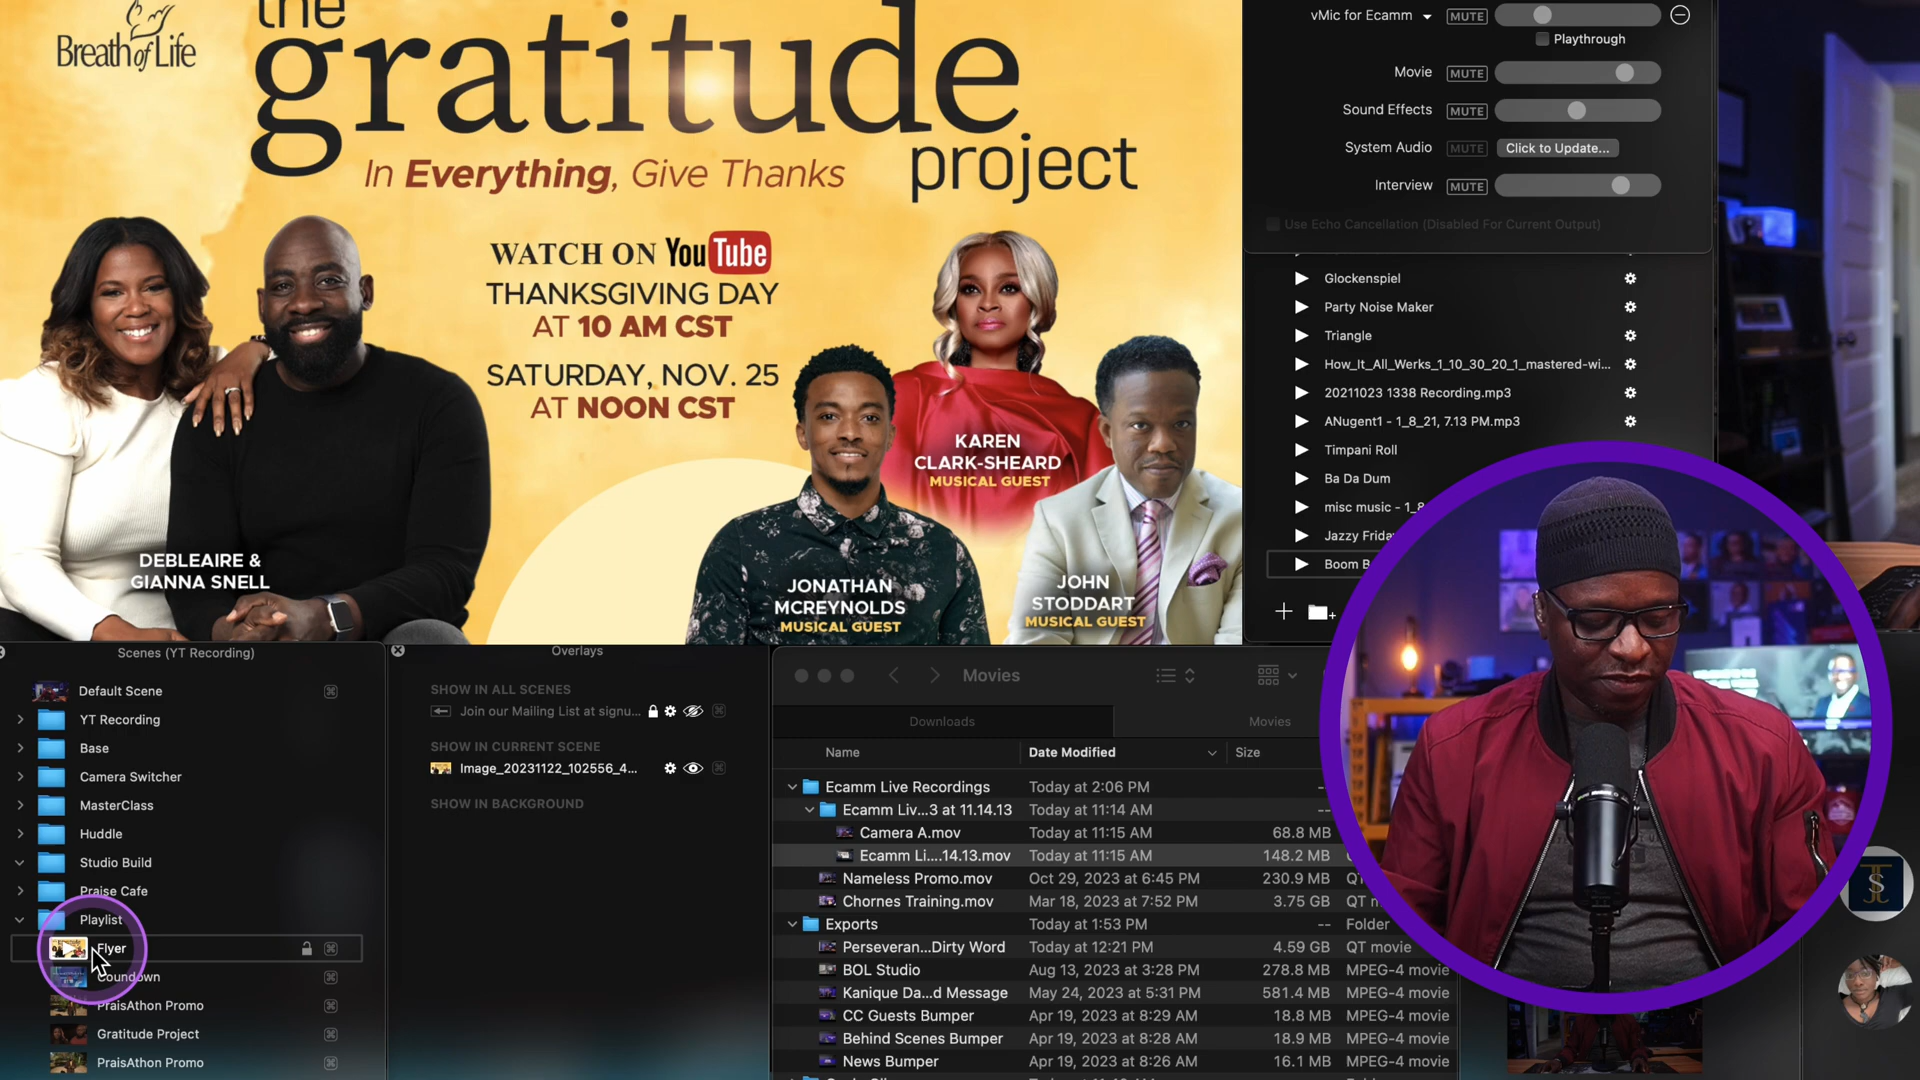 Breath of Life
the
gratitude
project
In Everything, Give Thanks
WATCH ON YouTube
THANKSGIVING DAY
AT 10 AM CST
SATURDAY, NOV. 25
AT NOON CST
DEBLEAIRE &
GIANNA SNELL
KAREN
CLARK-SHEARD
MUSICAL GUEST
JONATHAN
MCREYNOLDS
MUSICAL GUEST
JOHN
STODDART
MUSICAL GUEST
vMic for Ecamm MUTE
Playthrough
Movie MUTE
Sound Effects MUTE
System Audio MUTE Click to Update...
Interview MUTE
Use Echo Cancellation (Disabled For Current Output)
Glockenspiel
Party Noise Maker
Triangle
How_It_All_Werks_1_10_30_20_1_mastered-wi...
20211023 1338 Recording.mp3
ANugent1 - 1_8_21, 7.13 PM.mp3
Timpani Roll
Ba Da Dum
misc music - 1_8
Jazzy Frida
Boom B
Scenes (YT Recording)
Default Scene
YT Recording
Base
Camera Switcher
MasterClass
Huddle
Studio Build
Praise Cafe
Playlist
Flyer
Coundown
PraisAthon Promo
Gratitude Project
PraisAthon Promo
Overlays
SHOW IN ALL SCENES
Join our Mailing List at signu...
SHOW IN CURRENT SCENE
Image_20231122_102556_4...
SHOW IN BACKGROUND
Movies
Downloads Movies
Name Date Modified Size
Ecamm Live Recordings Today at 2:06 PM --
Ecamm Liv...3 at 11.14.13 Today at 11:14 AM --
Camera A.mov Today at 11:15 AM 68.8 MB
Ecamm Li....14.13.mov Today at 11:15 AM 148.2 MB
Nameless Promo.mov Oct 29, 2023 at 6:45 PM 230.9 MB QT
Chornes Training.mov Mar 18, 2023 at 7:52 PM 3.75 GB QT m
Exports Today at 1:53 PM -- Folder
Perseveran...Dirty Word Today at 12:21 PM 4.59 GB QT movie
BOL Studio Aug 13, 2023 at 3:28 PM 278.8 MB MPEG-4 movie
Kanique Da...d Message May 24, 2023 at 5:31 PM 581.4 MB MPEG-4 movie
CC Guests Bumper Apr 19, 2023 at 8:29 AM 18.8 MB MPEG-4 movie
Behind Scenes Bumper Apr 19, 2023 at 8:28 AM 18.9 MB MPEG-4 movie
News Bumper Apr 19, 2023 at 8:26 AM 16.1 MB MPEG-4 movie